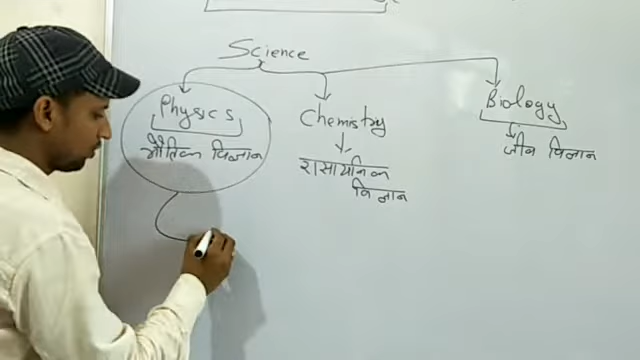 Science
Physics
भौतिक विज्ञान
Chemistry
रासायनिक
विज्ञान
Biology
जीव विज्ञान